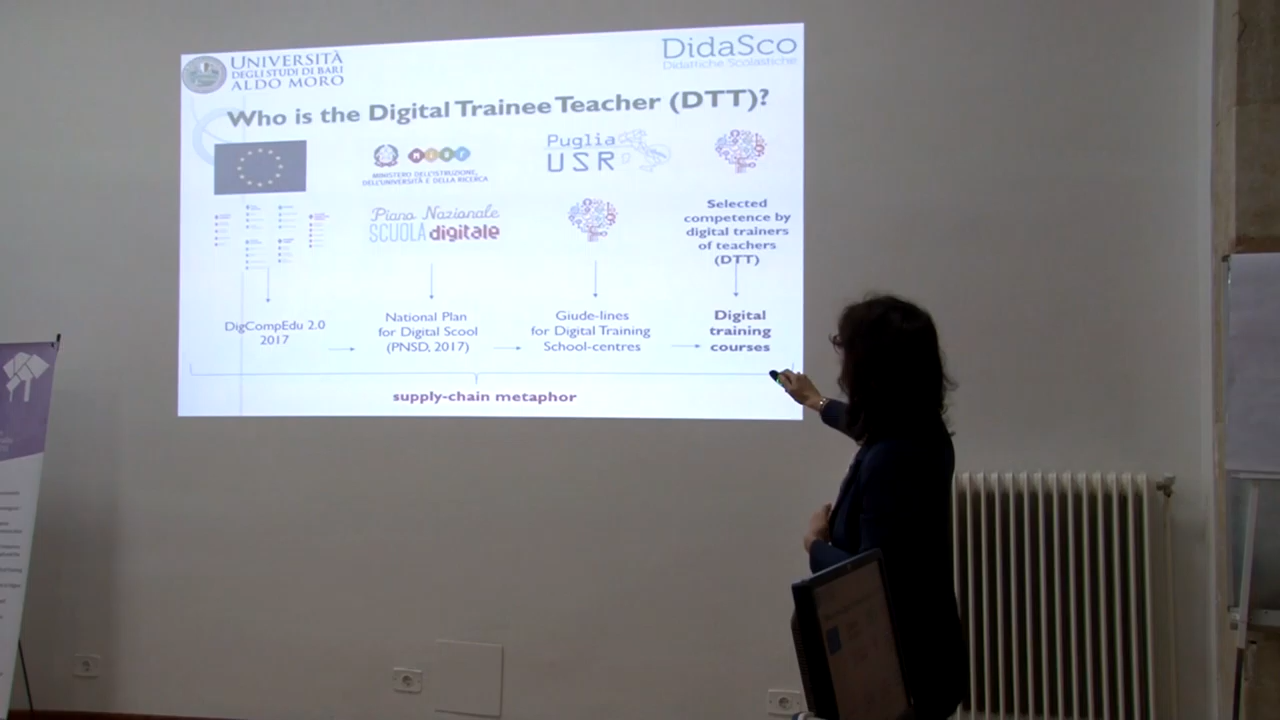 UNIVERSITÀ
DEGLI STUDI DI BARI
ALDO MORO
DidaSco
Didattiche Scolastiche
Who is the Digital Trainee Teacher (DTT)?
MINISTERO DELL'ISTRUZIONE,
DELL'UNIVERSITÀ E DELLA RICERCA
Puglia
USR
Piano Nazionale
SCUOLA digitale
Selected
competence by
digital trainers
of teachers
(DTT)
DigCompEdu 2.0
2017
National Plan
for Digital Scool
(PNSD, 2017)
Giude-lines
for Digital Training
School-centres
Digital
training
courses
supply-chain metaphor